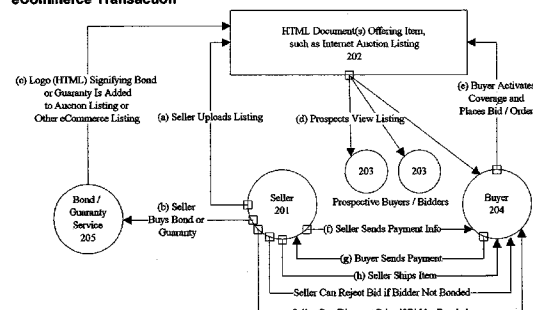 eCommerce Transaction
HTML Document(s) Offering Item,
such as Internet Auction Listing
202
(c) Logo (HTML) Signifying Bond
or Guaranty Is Added
to Auction Listing or
Other eCommerce Listing
(a) Seller Uploads Listing
(d) Prospects View Listing
(e) Buyer Activates
Coverage and
Places Bid / Order
203
203
Prospective Buyers / Bidders
Bond /
Guaranty
Service
205
(b) Seller
Buys Bond or
Guaranty
Seller
201
Buyer
204
(f) Seller Sends Payment Info
(g) Buyer Sends Payment
(h) Seller Ships Item
Seller Can Reject Bid if Bidder Not Bonded